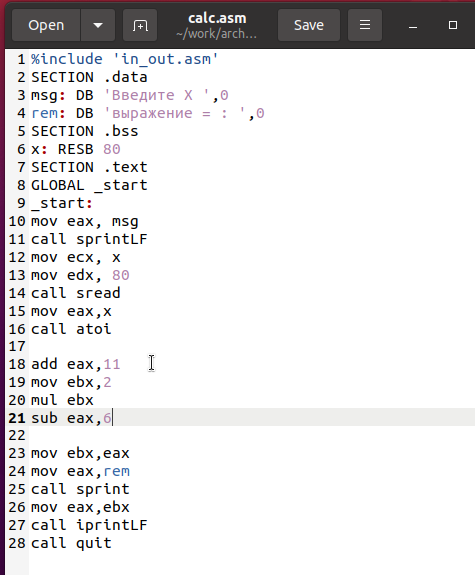 Open
calc.asm
~/work/arch...
Save
1 %include 'in_out.asm'
2 SECTION .data
3 msg: DB 'Введите X ',0
4 rem: DB 'выражение = : ',0
5 SECTION .bss
6 x: RESB 80
7 SECTION .text
8 GLOBAL _start
9 _start:
10 mov eax, msg
11 call sprintLF
12 mov ecx, x
13 mov edx, 80
14 call sread
15 mov eax,x
16 call atoi
17
18 add eax,11
19 mov ebx,2
20 mul ebx
21 sub eax,6
22
23 mov ebx,eax
24 mov eax,rem
25 call sprint
26 mov eax,ebx
27 call iprintLF
28 call quit